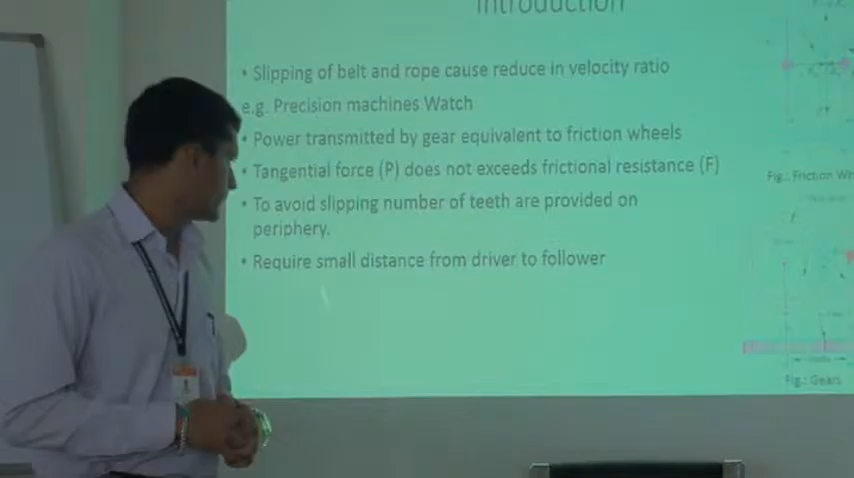 Introduction
• Slipping of belt and rope cause reduce in velocity ratio
e.g. Precision machines Watch
• Power transmitted by gear equivalent to friction wheels
• Tangential force (P) does not exceeds frictional resistance (F)
Fig.: Friction Wh
• To avoid slipping number of teeth are provided on
periphery.
• Require small distance from driver to follower
Fig.: Gears